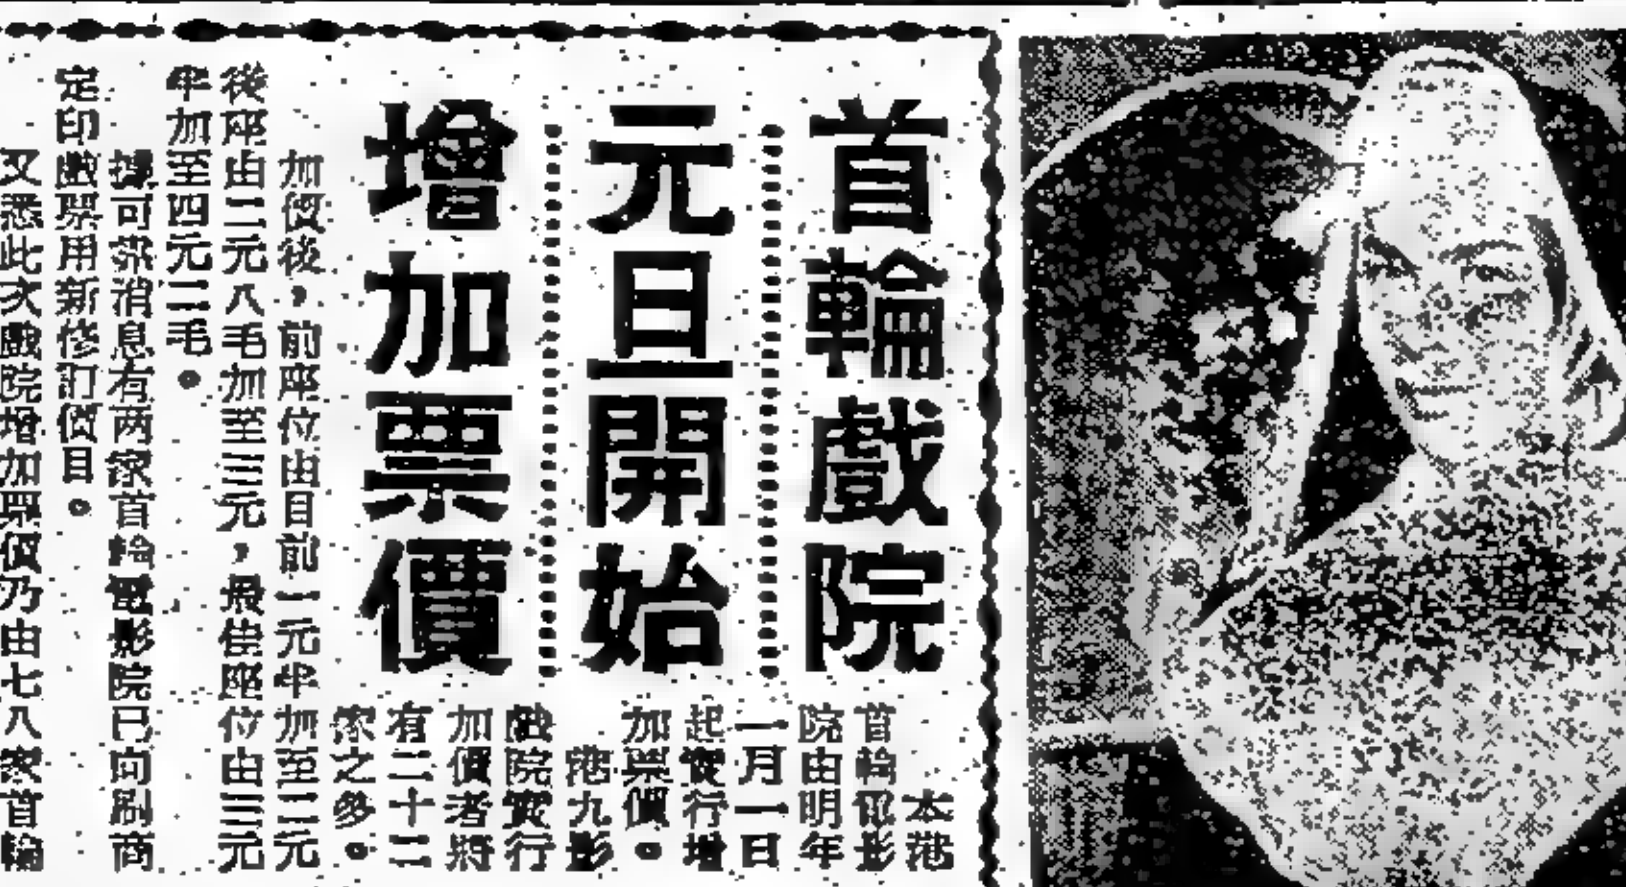 首輪戲院
元旦開始
增加票價
本港
首輪電影
院由明年
一月一日
起實行增
加票價。
港九影
戲院實行
加價者將
有二十二
家之多。
加價後，前座位由目前一元半加至二元
後座由二元八毛加至三元，最佳座位由三元
半加至四元二毛。
據可靠消息有两家首輪電影院已向刷商
定印戲票用新修訂價目。
又悉此次戲院增加票價乃由七八家首輪